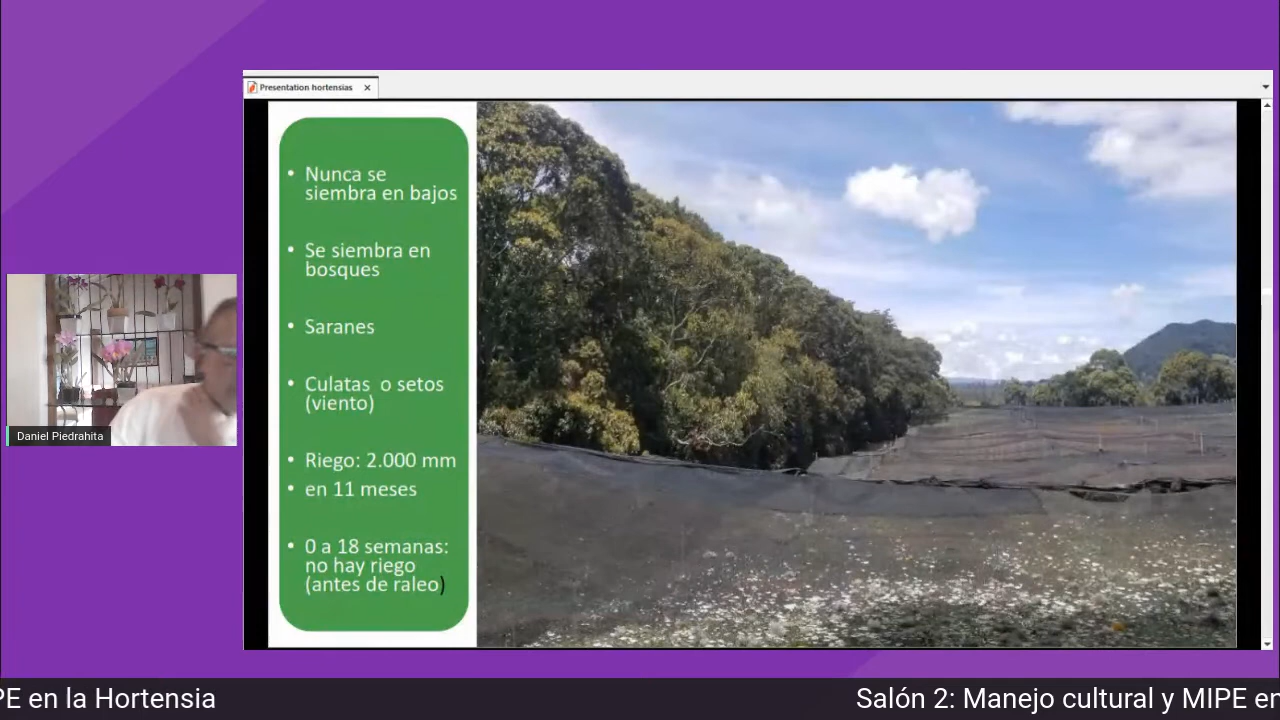 Presentation hortensias
• Nunca se
siembra en bajos
• Se siembra en
bosques
• Saranes
• Culatas o setos
(viento)
• Riego: 2.000 mm
• en 11 meses
• 0 a 18 semanas:
no hay riego
(antes de raleo)
Daniel Piedrahita
PE en la Hortensia
Salón 2: Manejo cultural y MIPE en